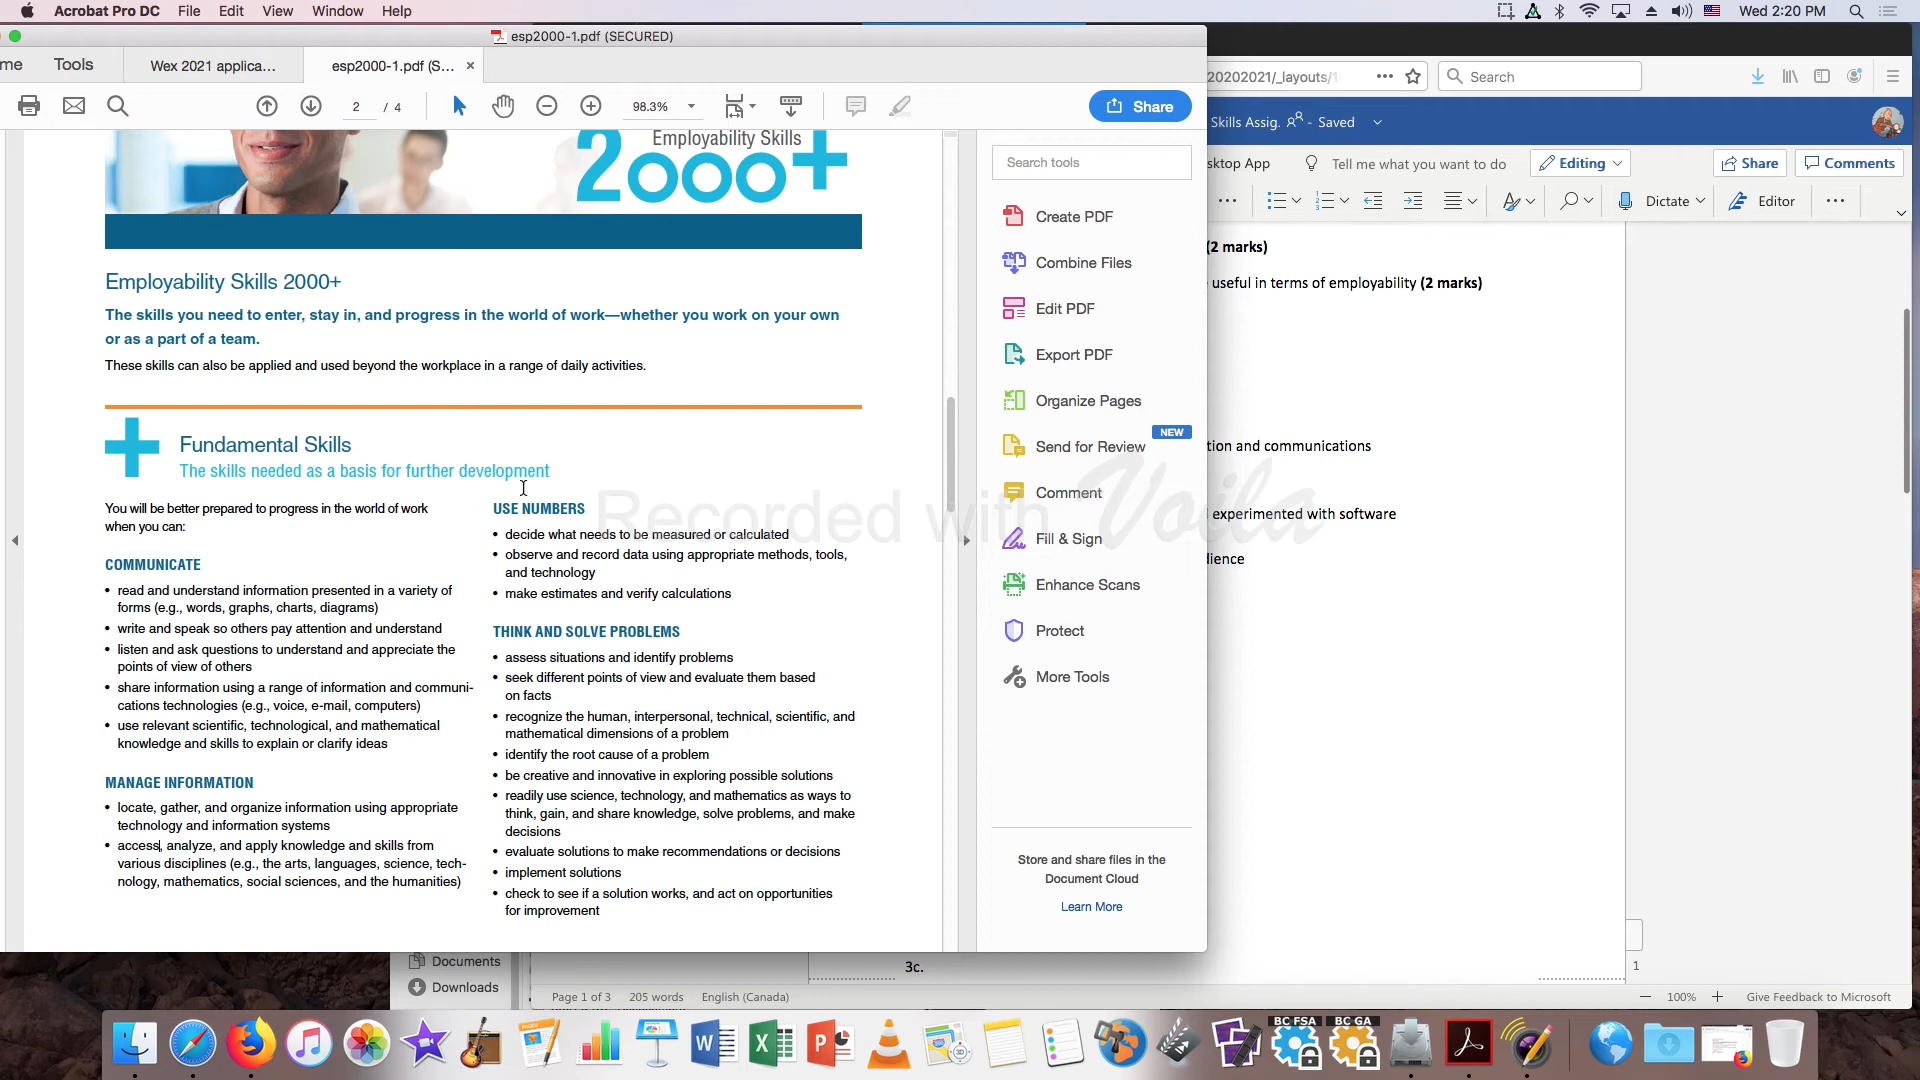 Acrobat Pro DC File Edit View Window Help
Wed 2:20 PM
esp2000-1.pdf (SECURED)
me Tools Wex 2021 applica... esp2000-1.pdf (S... ×
2 / 4 98.3% Share
Employability Skills
2000+
Employability Skills 2000+
The skills you need to enter, stay in, and progress in the world of work—whether you work on your own
or as a part of a team.
These skills can also be applied and used beyond the workplace in a range of daily activities.
Fundamental Skills
The skills needed as a basis for further development
You will be better prepared to progress in the world of work
when you can:
COMMUNICATE
• read and understand information presented in a variety of
forms (e.g., words, graphs, charts, diagrams)
• write and speak so others pay attention and understand
• listen and ask questions to understand and appreciate the
points of view of others
• share information using a range of information and communi-
cations technologies (e.g., voice, e-mail, computers)
• use relevant scientific, technological, and mathematical
knowledge and skills to explain or clarify ideas
MANAGE INFORMATION
• locate, gather, and organize information using appropriate
technology and information systems
• access, analyze, and apply knowledge and skills from
various disciplines (e.g., the arts, languages, science, tech-
nology, mathematics, social sciences, and the humanities)
USE NUMBERS
• decide what needs to be measured or calculated
• observe and record data using appropriate methods, tools,
and technology
• make estimates and verify calculations
THINK AND SOLVE PROBLEMS
• assess situations and identify problems
• seek different points of view and evaluate them based
on facts
• recognize the human, interpersonal, technical, scientific, and
mathematical dimensions of a problem
• identify the root cause of a problem
• be creative and innovative in exploring possible solutions
• readily use science, technology, and mathematics as ways to
think, gain, and share knowledge, solve problems, and make
decisions
• evaluate solutions to make recommendations or decisions
• implement solutions
• check to see if a solution works, and act on opportunities
for improvement
Search tools
Create PDF
Combine Files
Edit PDF
Export PDF
Organize Pages
NEW
Send for Review
Comment
Fill & Sign
Enhance Scans
Protect
More Tools
Store and share files in the
Document Cloud
Learn More
Recorded with Voila
20202021/_layouts/1
Search
Skills Assig. - Saved
sktop App Tell me what you want to do Editing Share Comments
Dictate Editor
(2 marks)
useful in terms of employability (2 marks)
tion and communications
experimented with software
lience
3c.
1
Documents
Downloads
Page 1 of 3 205 words English (Canada)
100% Give Feedback to Microsoft
BC FSA BC GA
PAGES
W X P
3D